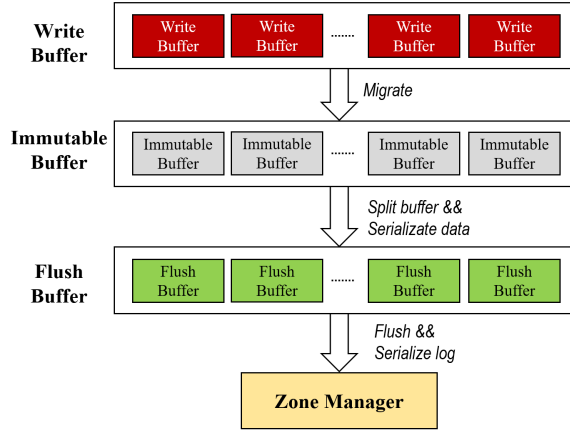 Write
Buffer
Write
Buffer
Write
Buffer
.......
Write
Buffer
Write
Buffer
Migrate
Immutable
Buffer
Immutable
Buffer
Immutable
Buffer
.......
Immutable
Buffer
Immutable
Buffer
Split buffer &&
Serializate data
Flush
Buffer
Flush
Buffer
Flush
Buffer
.......
Flush
Buffer
Flush
Buffer
Flush &&
Serialize log
Zone Manager